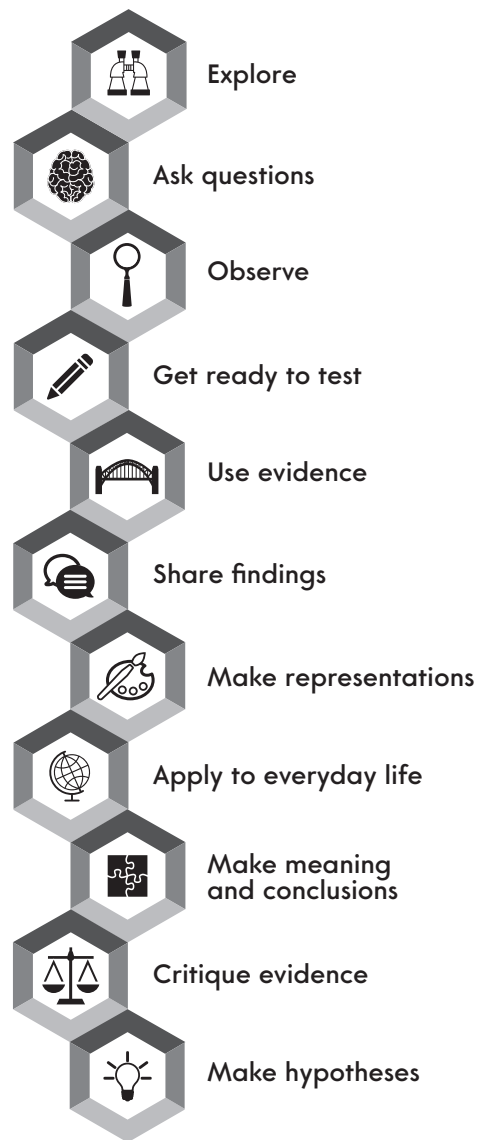 Explore
Ask questions
Observe
Get ready to test
Use evidence
Share findings
Make representations
Apply to everyday life
Make meaning
and conclusions
Critique evidence
Make hypotheses